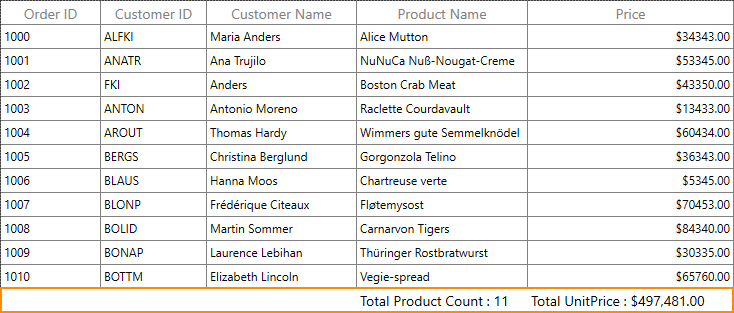 Order ID Customer ID Customer Name Product Name Price
1000 ALFKI Maria Anders Alice Mutton $34343.00
1001 ANATR Ana Trujilo NuNuCa Nuß-Nougat-Creme $53345.00
1002 FKI Anders Boston Crab Meat $43350.00
1003 ANTON Antonio Moreno Raclette Courdavault $13433.00
1004 AROUT Thomas Hardy Wimmers gute Semmelknödel $60434.00
1005 BERGS Christina Berglund Gorgonzola Telino $36343.00
1006 BLAUS Hanna Moos Chartreuse verte $5345.00
1007 BLONP Frédérique Citeaux Fløtemysost $70453.00
1008 BOLID Martin Sommer Carnarvon Tigers $84340.00
1009 BONAP Laurence Lebihan Thüringer Rostbratwurst $30335.00
1010 BOTTM Elizabeth Lincoln Vegie-spread $65760.00
Total Product Count : 11 Total UnitPrice : $497,481.00